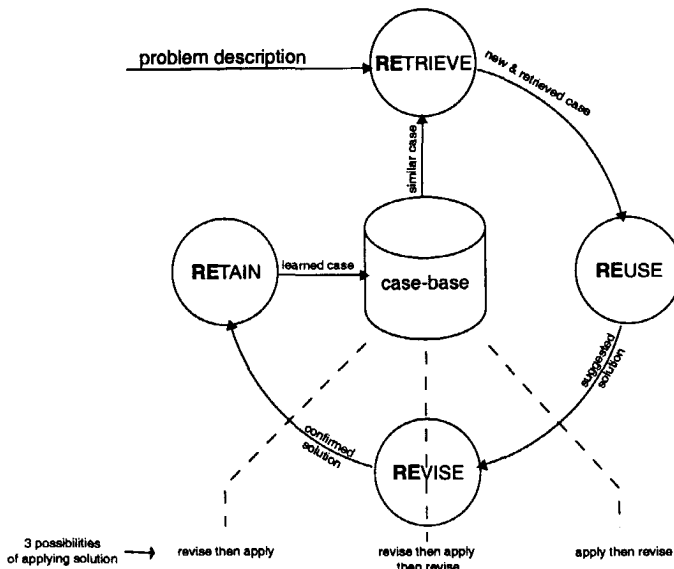 problem description
RETRIEVE
new & retrieved case
similar case
RETAIN
learned case
case-base
REUSE
suggested
solution
confirmed
solution
REVISE
3 possibilities
of applying solution
revise then apply
revise then apply
then revise
apply then revise